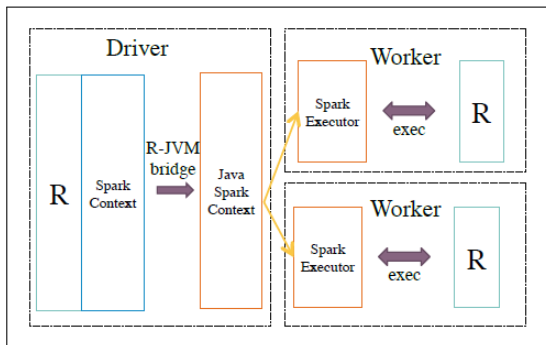 Driver
R
Spark
Context
R-JVM
bridge
Java
Spark
Context
Worker
Spark
Executor
exec
R
Worker
Spark
Executor
exec
R